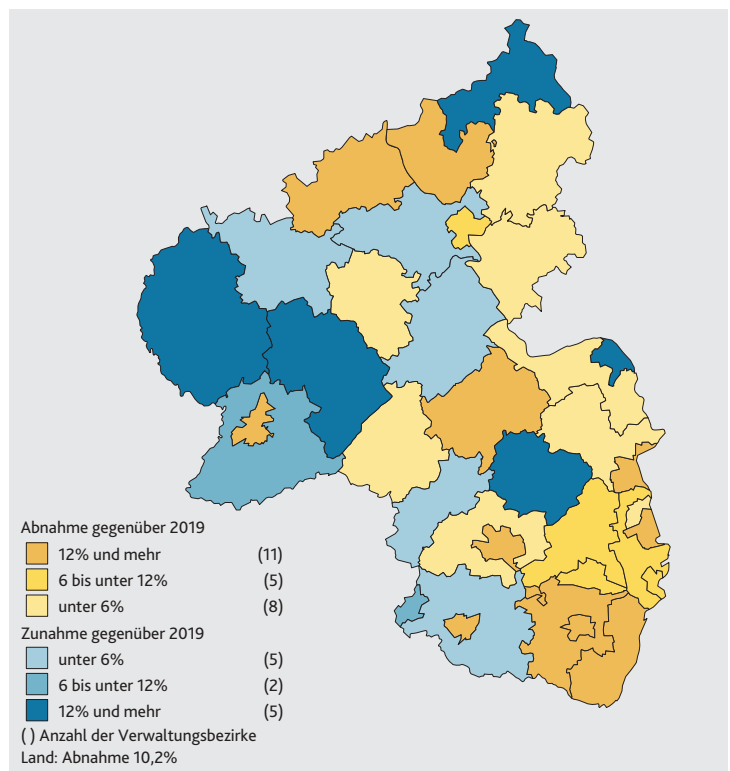 Abnahme gegenüber 2019
12% und mehr (11)
6 bis unter 12% (5)
unter 6% (8)
Zunahme gegenüber 2019
unter 6% (5)
6 bis unter 12% (2)
12% und mehr (5)
( ) Anzahl der Verwaltungsbezirke
Land: Abnahme 10,2%